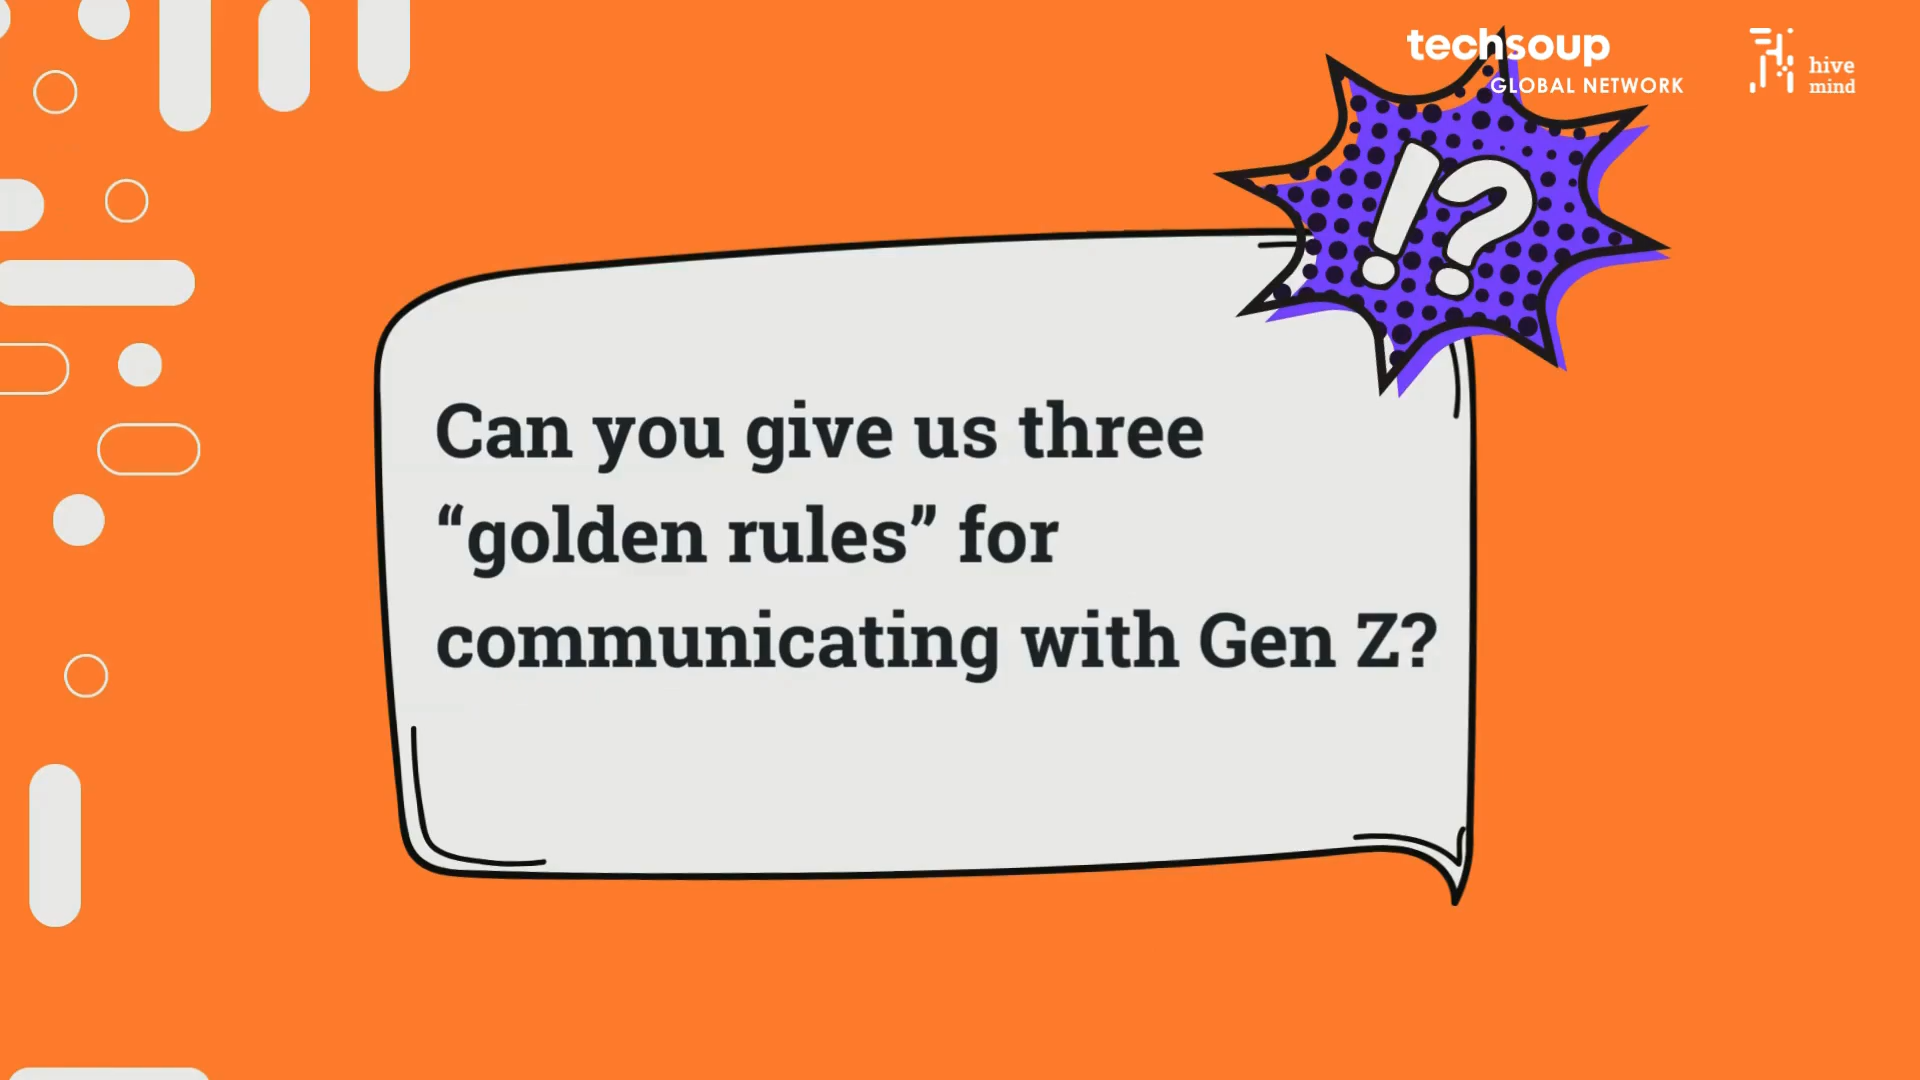 techsoup
GLOBAL NETWORK
hive
mind
!?
Can you give us three
“golden rules” for
communicating with Gen Z?